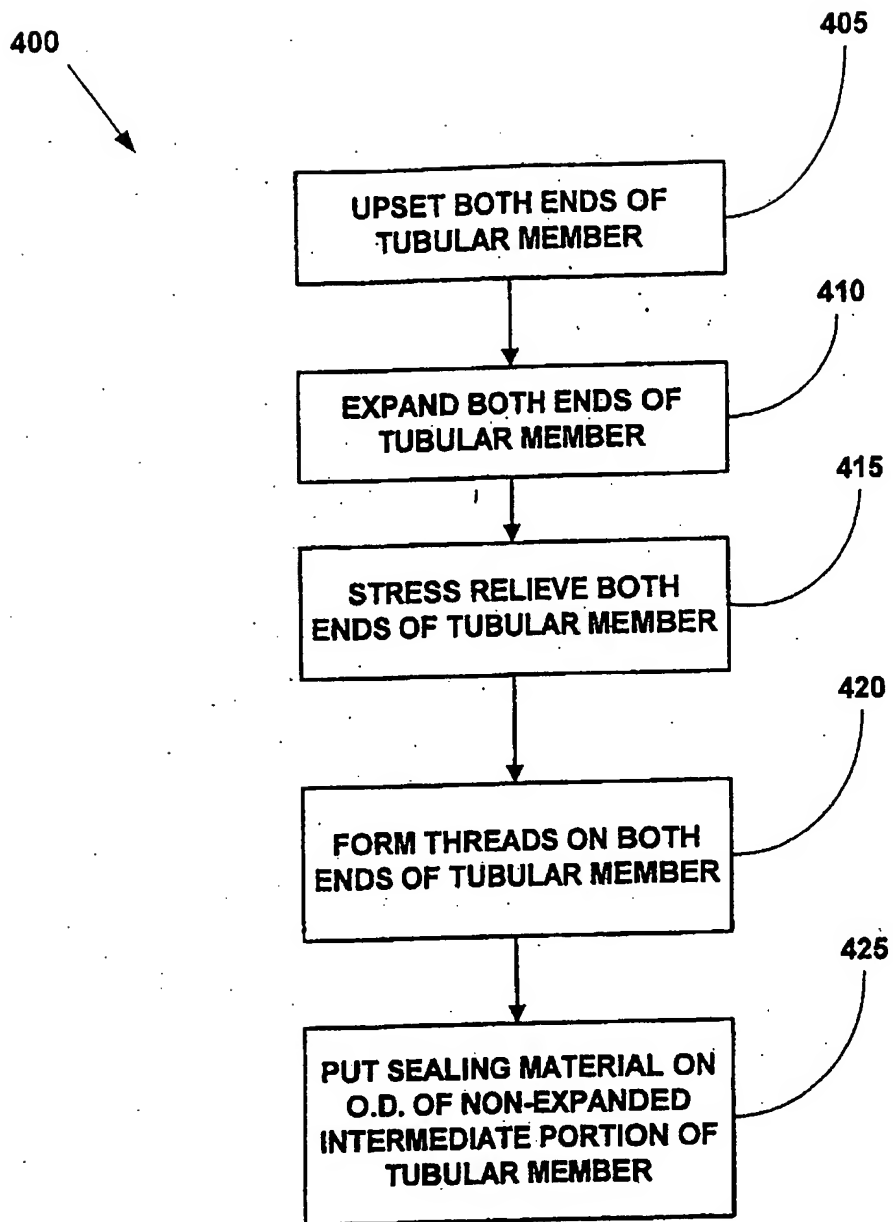 400
405
UPSET BOTH ENDS OF
TUBULAR MEMBER
410
EXPAND BOTH ENDS OF
TUBULAR MEMBER
415
STRESS RELIEVE BOTH
ENDS OF TUBULAR MEMBER
420
FORM THREADS ON BOTH
ENDS OF TUBULAR MEMBER
425
PUT SEALING MATERIAL ON
O.D. OF NON-EXPANDED
INTERMEDIATE PORTION OF
TUBULAR MEMBER